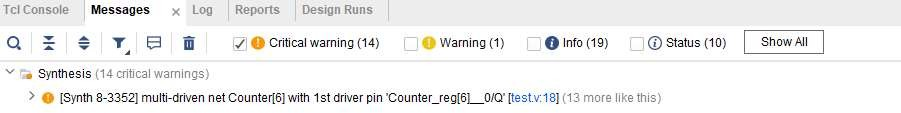 Tcl Console Messages × Log Reports Design Runs
Critical warning (14) Warning (1) Info (19) Status (10) Show All
Synthesis (14 critical warnings)
[Synth 8-3352] multi-driven net Counter[6] with 1st driver pin 'Counter_reg[6]__0/Q' [test.v:18] (13 more like this)